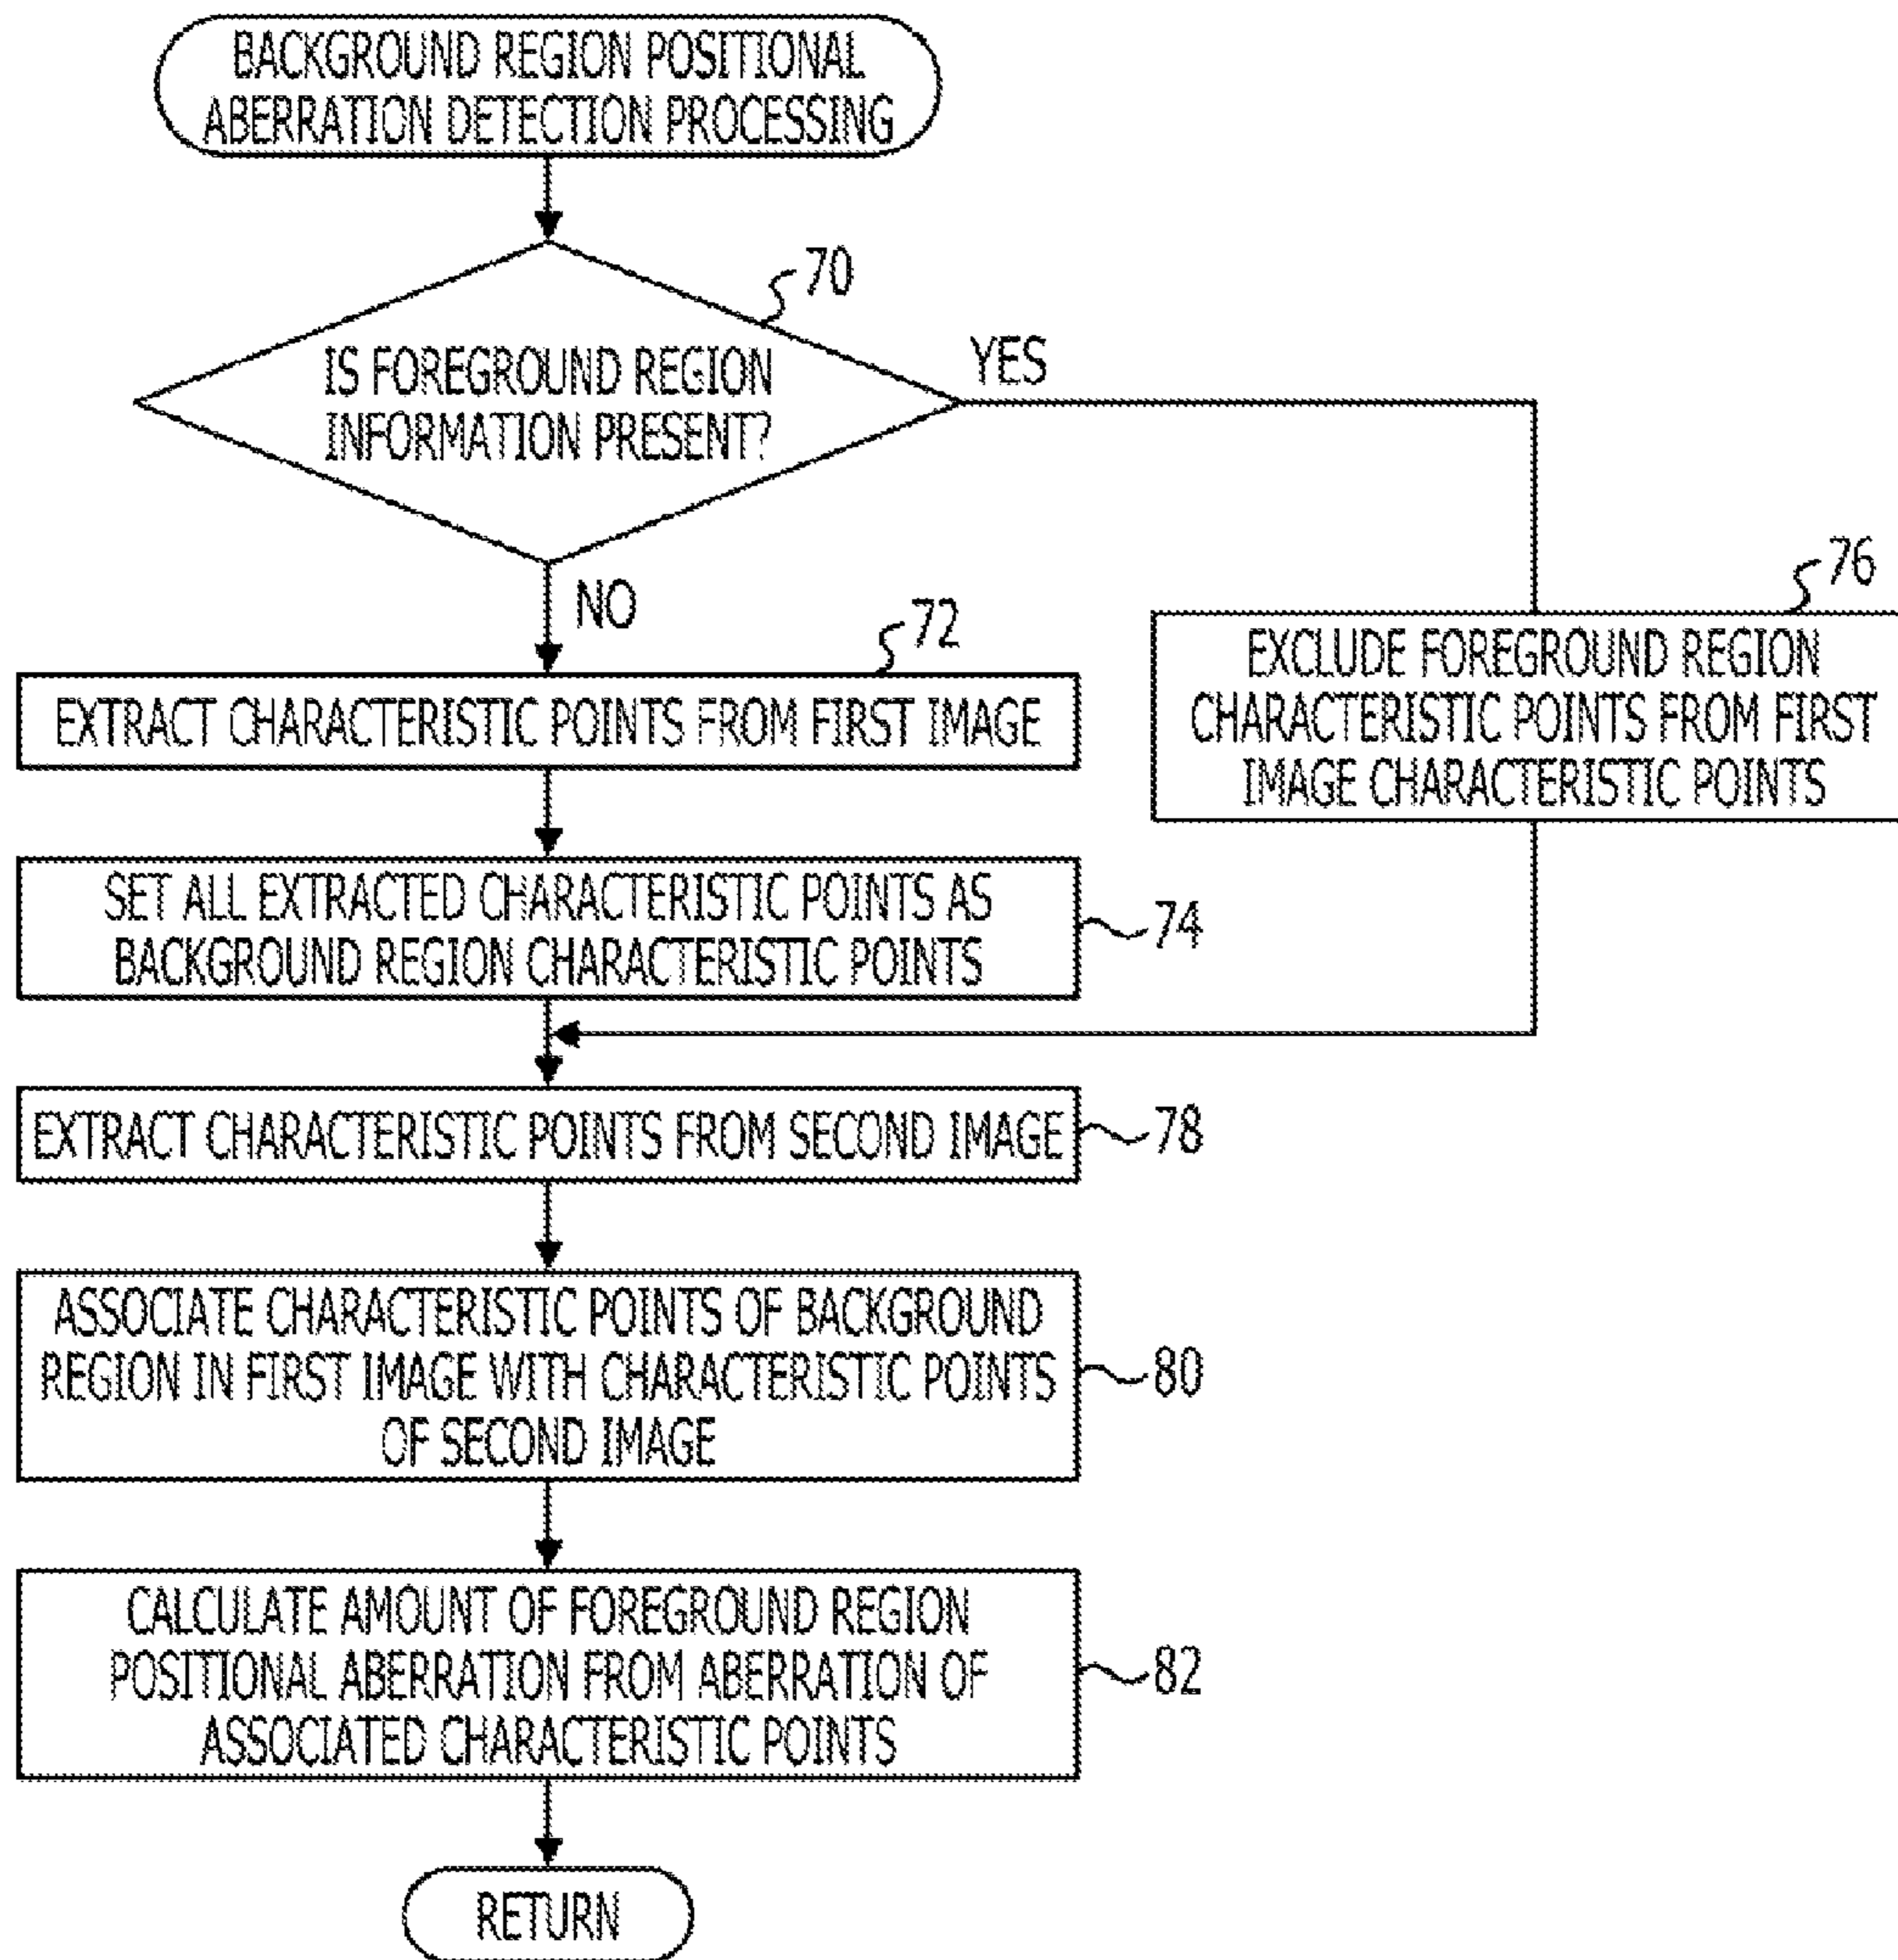 BACKGROUND REGION POSITIONAL
ABERRATION DETECTION PROCESSING
70
IS FOREGROUND REGION
INFORMATION PRESENT?
YES
NO
72
EXTRACT CHARACTERISTIC POINTS FROM FIRST IMAGE
76
EXCLUDE FOREGROUND REGION
CHARACTERISTIC POINTS FROM FIRST
IMAGE CHARACTERISTIC POINTS
SET ALL EXTRACTED CHARACTERISTIC POINTS AS
BACKGROUND REGION CHARACTERISTIC POINTS
74
EXTRACT CHARACTERISTIC POINTS FROM SECOND IMAGE
78
ASSOCIATE CHARACTERISTIC POINTS OF BACKGROUND
REGION IN FIRST IMAGE WITH CHARACTERISTIC POINTS
OF SECOND IMAGE
80
CALCULATE AMOUNT OF FOREGROUND REGION
POSITIONAL ABERRATION FROM ABERRATION OF
ASSOCIATED CHARACTERISTIC POINTS
82
RETURN